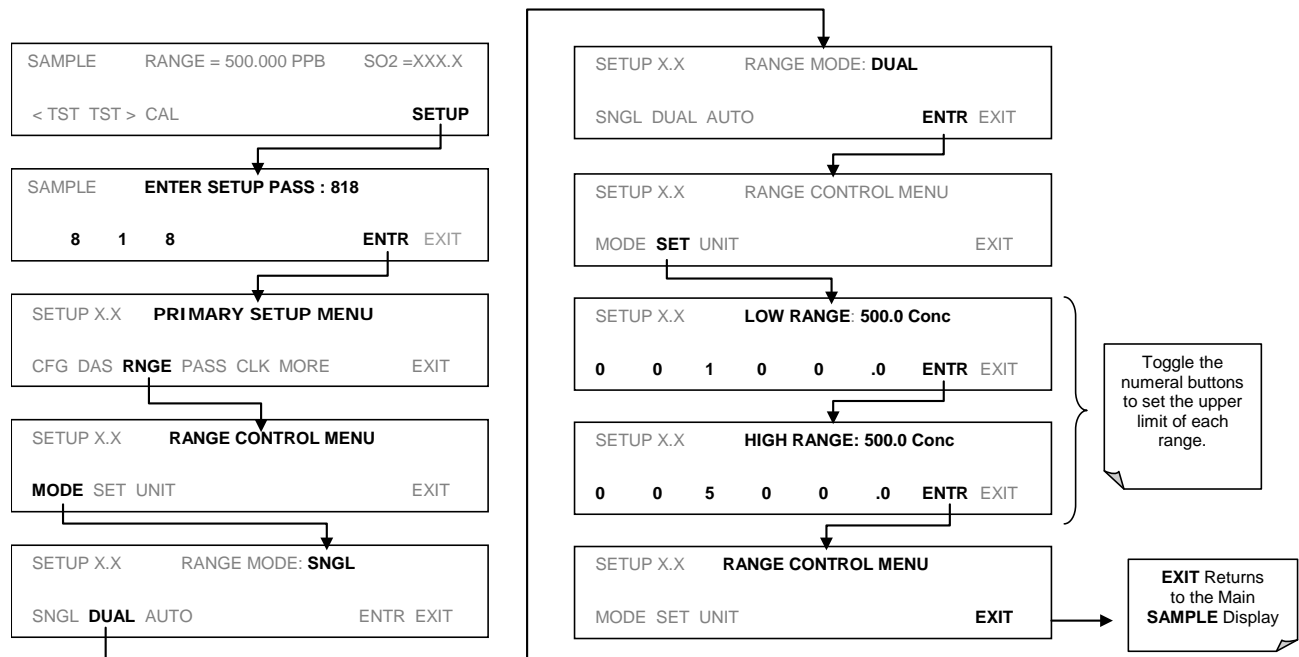 SAMPLE RANGE = 500.000 PPB SO2 =XXX.X
< TST TST > CAL SETUP
SAMPLE ENTER SETUP PASS : 818
8 1 8 ENTR EXIT
SETUP X.X PRIMARY SETUP MENU
CFG DAS RNGE PASS CLK MORE EXIT
SETUP X.X RANGE CONTROL MENU
MODE SET UNIT EXIT
SETUP X.X RANGE MODE: SNGL
SNGL DUAL AUTO ENTR EXIT
SETUP X.X RANGE MODE: DUAL
SNGL DUAL AUTO ENTR EXIT
SETUP X.X RANGE CONTROL MENU
MODE SET UNIT EXIT
SETUP X.X LOW RANGE: 500.0 Conc
0 0 1 0 0 .0 ENTR EXIT
SETUP X.X HIGH RANGE: 500.0 Conc
0 0 5 0 0 .0 ENTR EXIT
Toggle the
numeral buttons
to set the upper
limit of each
range.
SETUP X.X RANGE CONTROL MENU
MODE SET UNIT EXIT
EXIT Returns
to the Main
SAMPLE Display